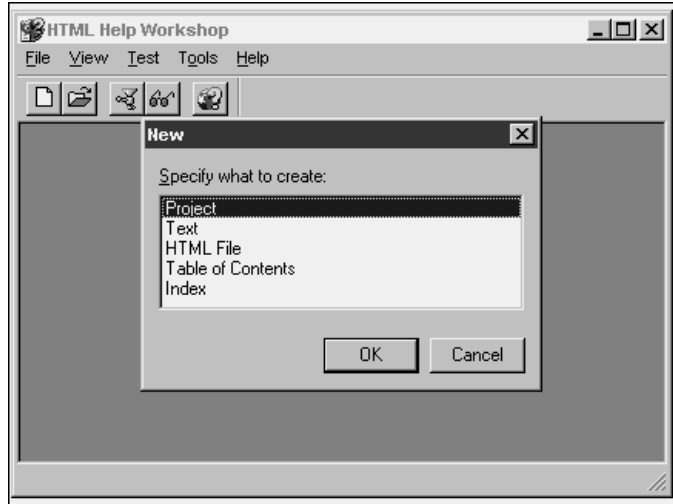 HTML Help Workshop
File View Test Tools Help
New
Specify what to create:
Project
Text
HTML File
Table of Contents
Index
OK Cancel